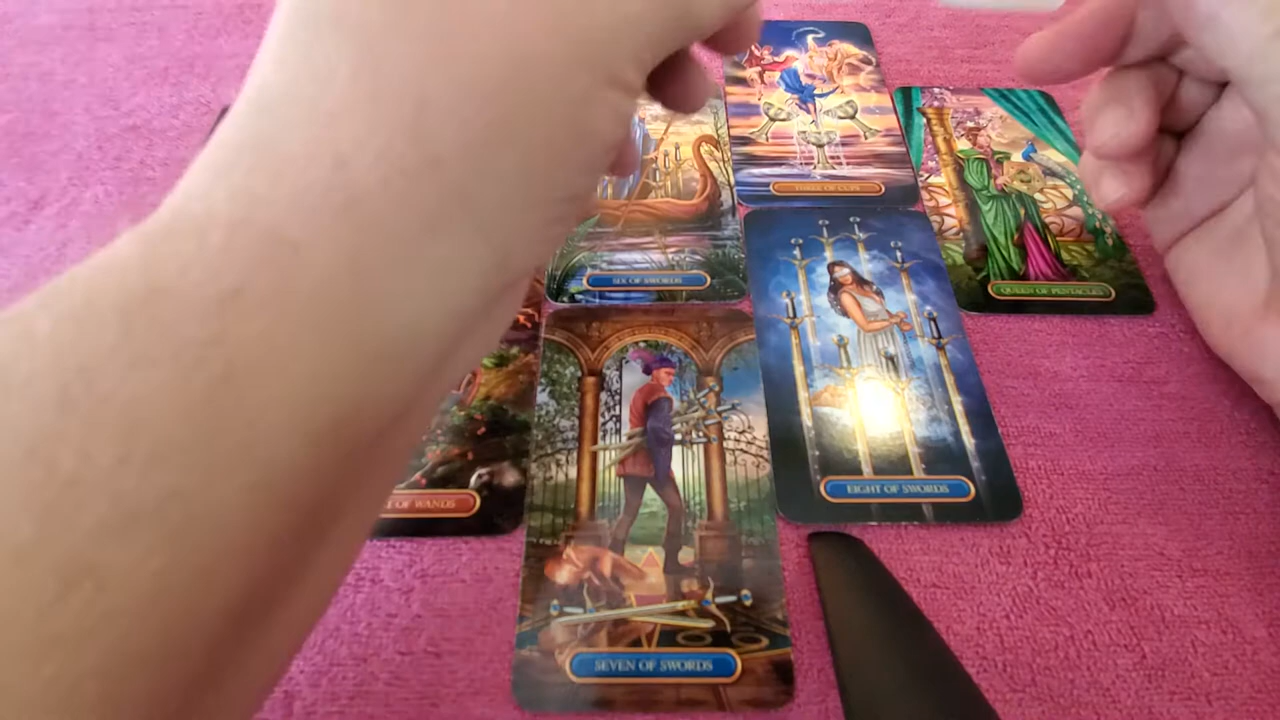 THREE OF CUPS
SIX OF SWORDS
QUEEN OF PENTACLES
OF WANDS
EIGHT OF SWORDS
SEVEN OF SWORDS